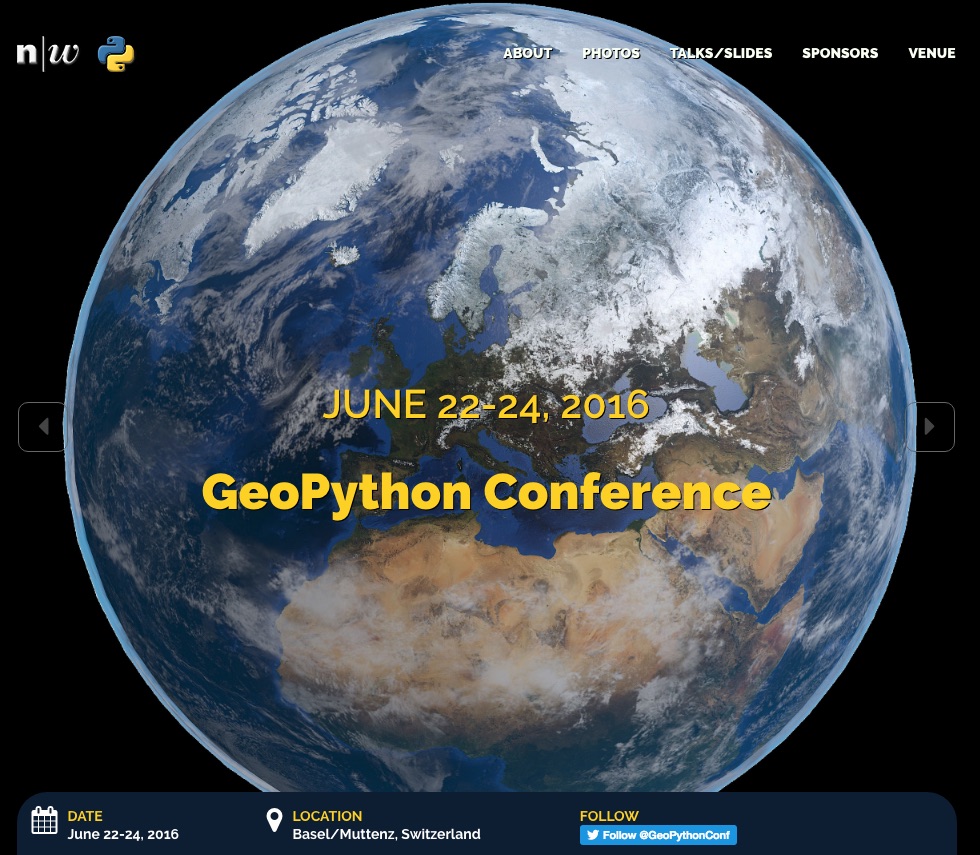 n|w
ABOUT PHOTOS TALKS/SLIDES SPONSORS VENUE
JUNE 22-24, 2016
GeoPython Conference
DATE
June 22-24, 2016
LOCATION
Basel/Muttenz, Switzerland
FOLLOW
Follow @GeoPythonConf